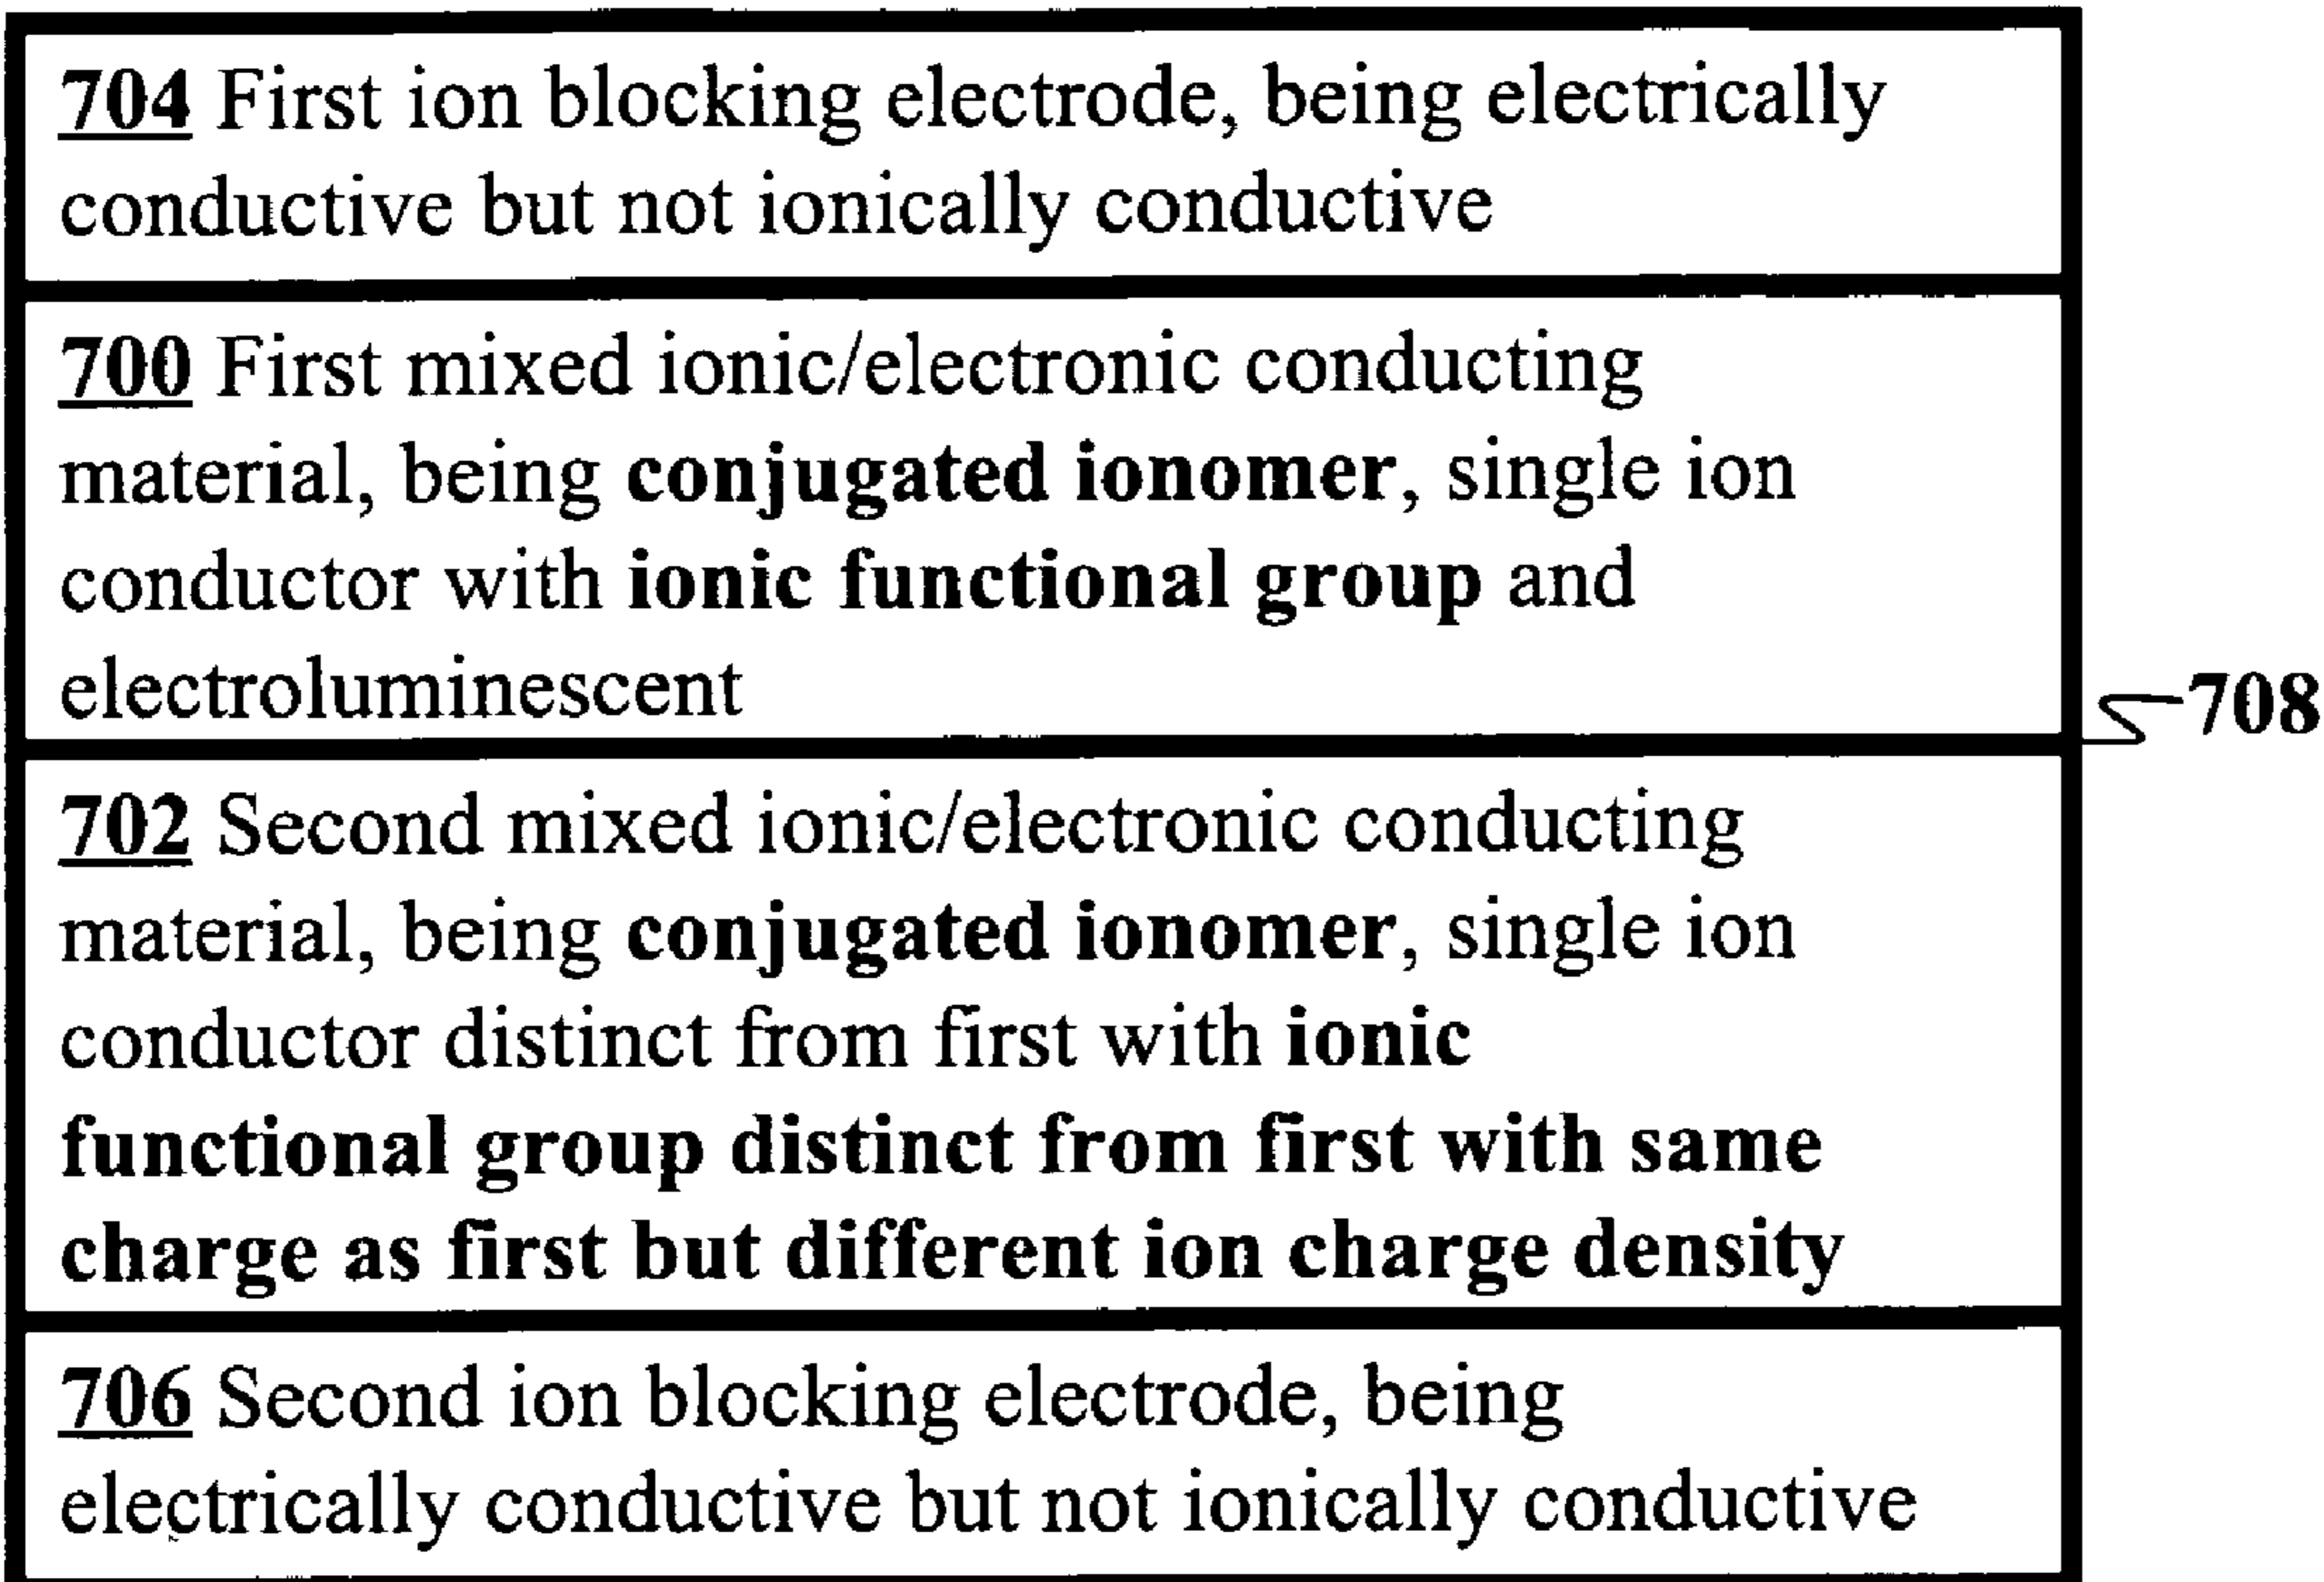 704 First ion blocking electrode, being electrically
conductive but not ionically conductive
700 First mixed ionic/electronic conducting
material, being conjugated ionomer, single ion
conductor with ionic functional group and
electroluminescent
708
702 Second mixed ionic/electronic conducting
material, being conjugated ionomer, single ion
conductor distinct from first with ionic
functional group distinct from first with same
charge as first but different ion charge density
706 Second ion blocking electrode, being
electrically conductive but not ionically conductive